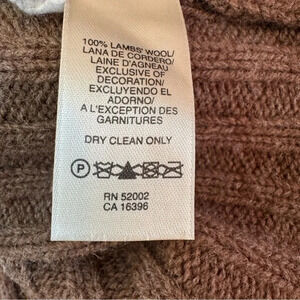 100% LAMBS' WOOL/
LANA DE CORDERO/
LAINE D'AGNEAU
EXCLUSIVE OF
DECORATION/
EXCLUYENDO EL
ADORNO/
A L'EXCEPTION DES
GARNITURES
DRY CLEAN ONLY
P
RN 52002
CA 16396